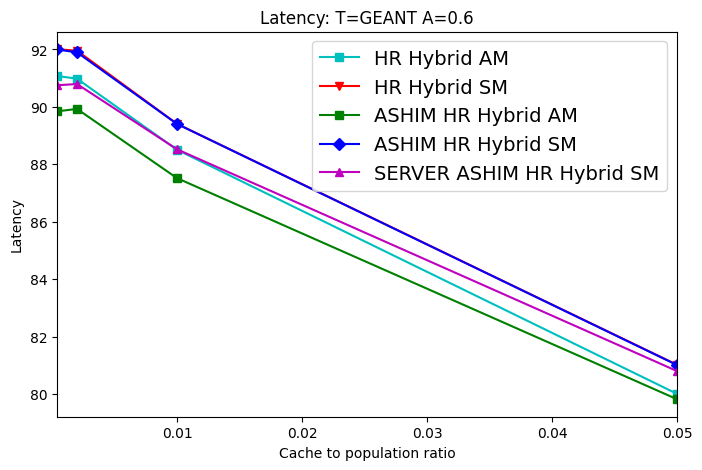 Latency: T=GEANT A=0.6
HR Hybrid AM
HR Hybrid SM
ASHIM HR Hybrid AM
ASHIM HR Hybrid SM
SERVER ASHIM HR Hybrid SM
Latency
92
90
88
86
84
82
80
0.01
0.02
0.03
0.04
0.05
Cache to population ratio